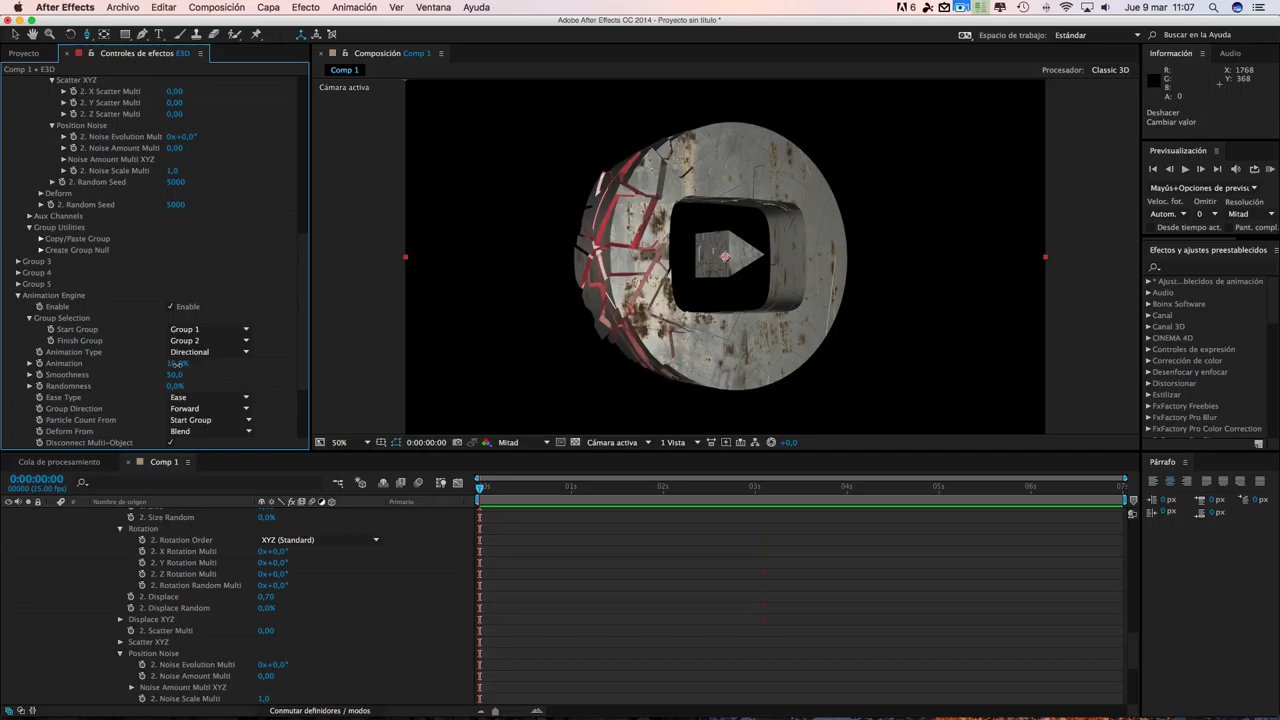 After Effects Archivo Editar Composición Capa Efecto Animación Ver Ventana Ayuda 6 Jue 9 mar 11:07
Adobe After Effects CC 2014 - Proyecto sin título *
Espacio de trabajo: Estándar Buscar en la Ayuda
Proyecto × Controles de efectos E3D
Comp 1 • E3D
Scatter XYZ
2. X Scatter Multi 0,00
2. Y Scatter Multi 0,00
2. Z Scatter Multi 0,00
Position Noise
2. Noise Evolution Mult 0x+0,0°
2. Noise Amount Multi 0,00
Noise Amount Multi XYZ
2. Noise Scale Multi 1,0
2. Random Seed 5000
Deform
2. Random Seed 5000
Aux Channels
Group Utilities
Copy/Paste Group
Create Group Null
Group 3
Group 4
Group 5
Animation Engine
Enable Enable
Group Selection
Start Group Group 1
Finish Group Group 2
Animation Type Directional
Animation
Smoothness 50,0
Randomness 0,0%
Ease Type Ease
Group Direction Forward
Particle Count From Start Group
Deform From Blend
Disconnect Multi-Object
× Composición Comp 1
Comp 1 Procesador: Classic 3D
Cámara activa
50% 0:00:00:00 Mitad Cámara activa 1 Vista +0,0
Información Audio
R: X: 1768
G: Y: 368
B:
A: 0
Deshacer
Cambiar valor
Previsualización
Mayús+Opciones de previs
Veloc. fot. Omitir Resolución
Autom. 0 Mitad
Desde tiempo act. Pant. compl.
Efectos y ajustes preestablecidos
* Ajust...blecidos de animación
Audio
Boinx Software
Canal
Canal 3D
CINEMA 4D
Controles de expresión
Corrección de color
Desenfocar y enfocar
Distorsionar
Estilizar
FxFactory Freebies
FxFactory Pro Blur
FxFactory Pro Color Correction
Cola de procesamiento × Comp 1
0:00:00:00
00000 (25.00 fps)
Nombre de origen Primario
01s 02s 03s 04s 05s 06s 07s
2. Size Random 0,0%
Rotation
2. Rotation Order XYZ (Standard)
2. X Rotation Multi 0x+0,0°
2. Y Rotation Multi 0x+0,0°
2. Z Rotation Multi 0x+0,0°
2. Rotation Random Multi 0x+0,0°
2. Displace 0,70
2. Displace Random 0,0%
Displace XYZ
2. Scatter Multi 0,00
Scatter XYZ
Position Noise
2. Noise Evolution Multi 0x+0,0°
2. Noise Amount Multi 0,00
Noise Amount Multi XYZ
2. Noise Scale Multi 1,0
Conmutar definidores / modos
Párrafo
0 px 0 px 0 px
0 px 0 px